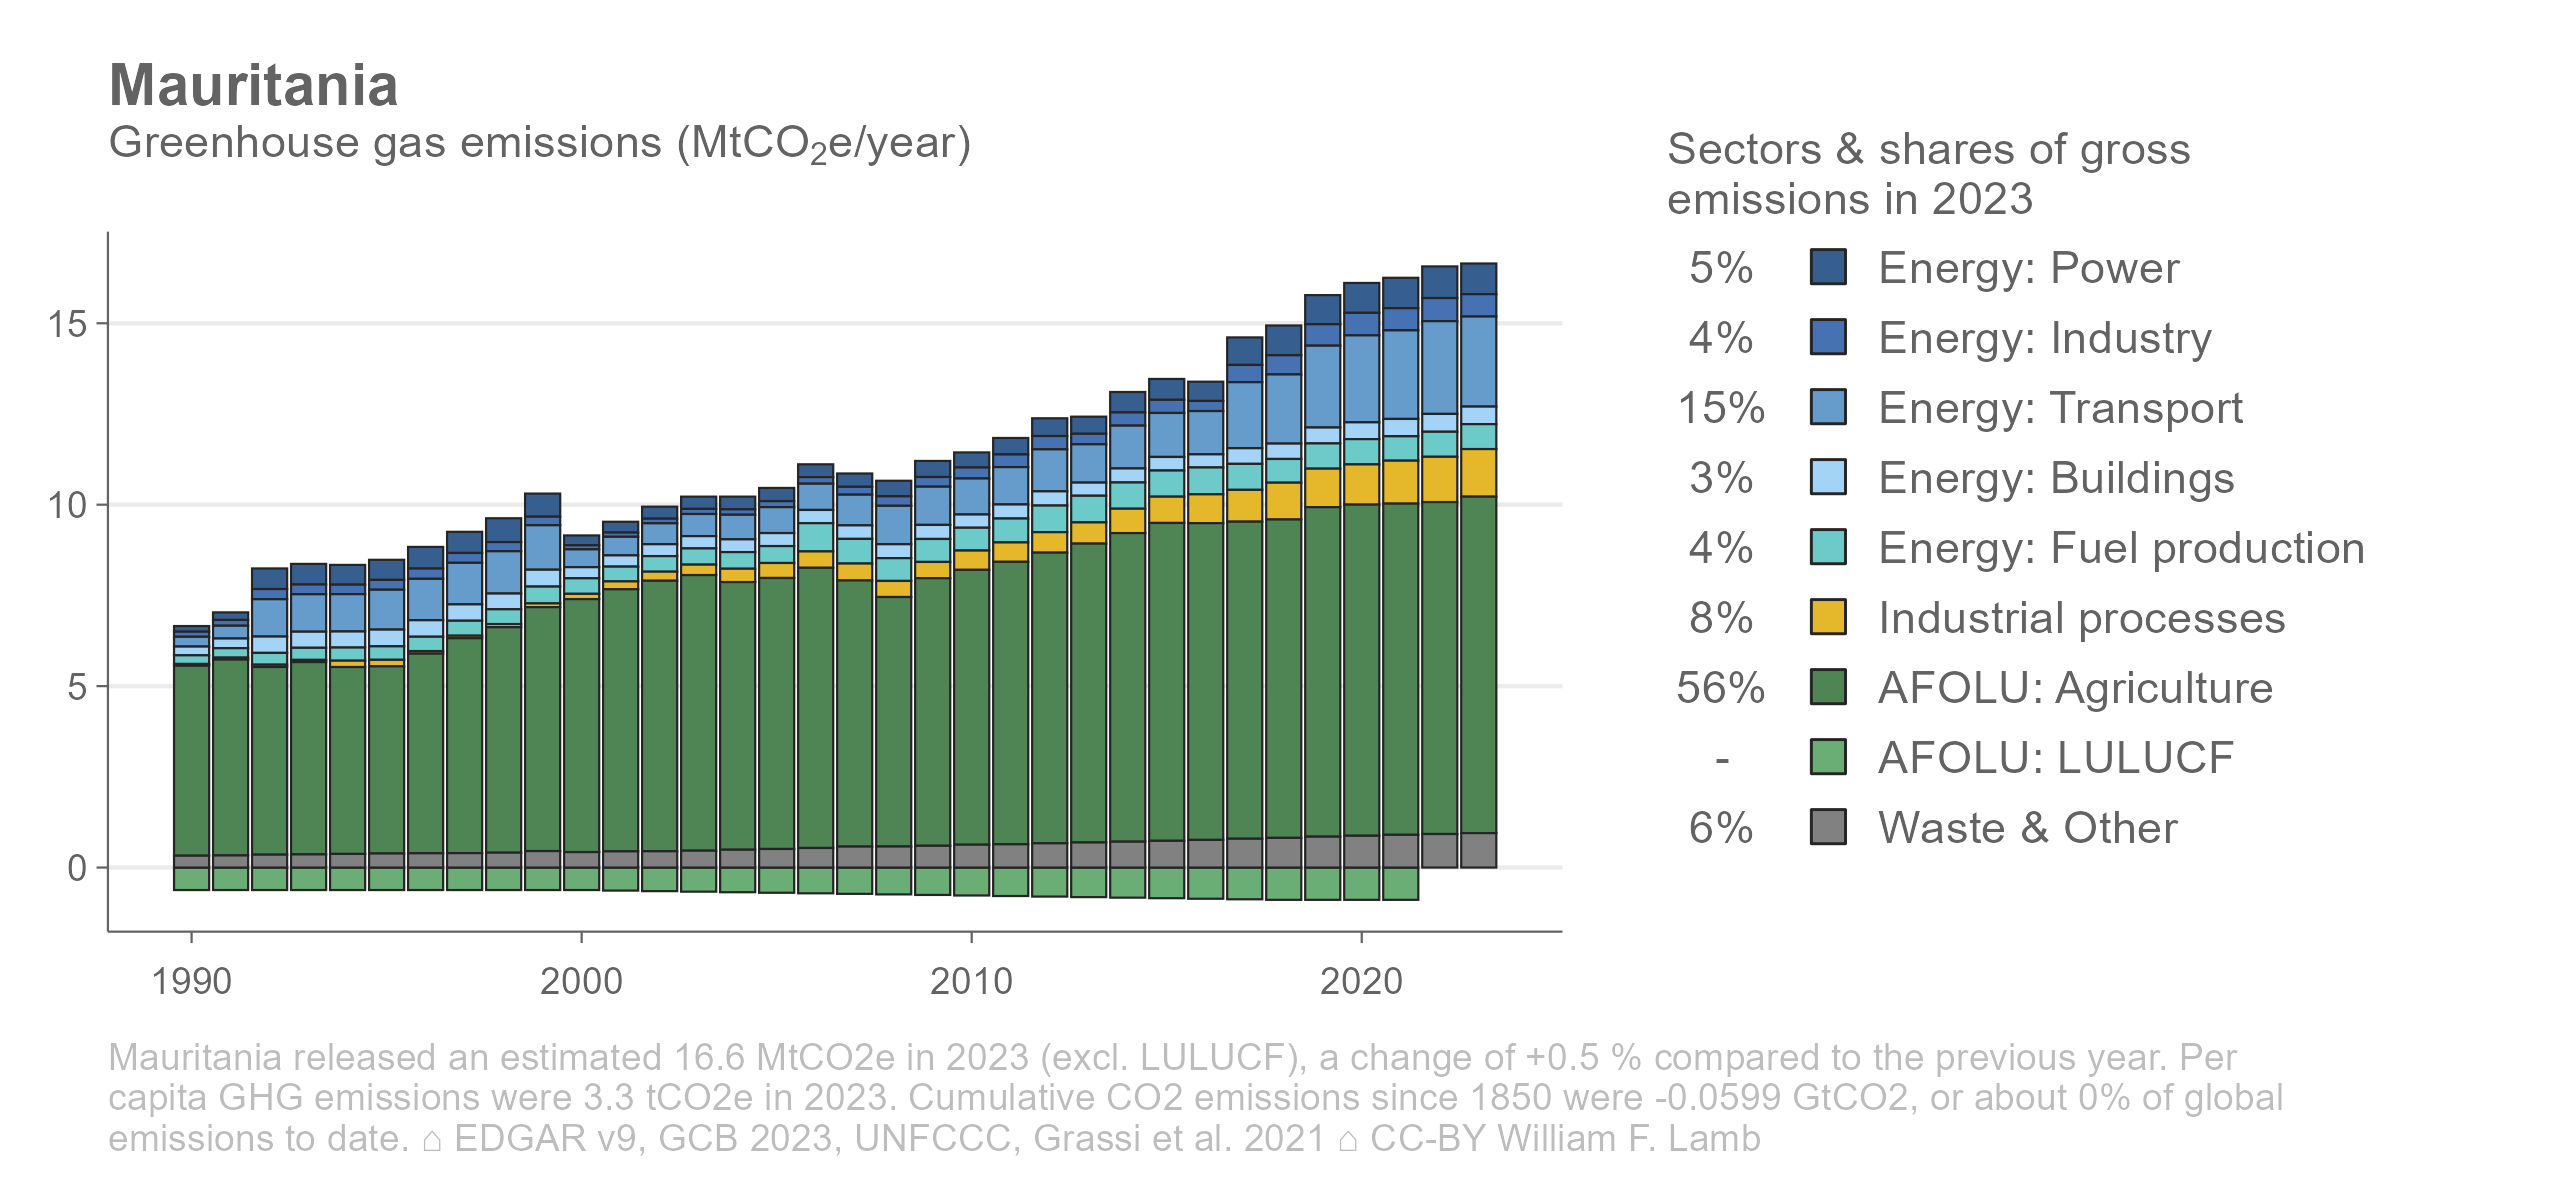 Mauritania
Greenhouse gas emissions (MtCO₂e/year)
Sectors & shares of gross
emissions in 2023
5% Energy: Power
4% Energy: Industry
15% Energy: Transport
3% Energy: Buildings
4% Energy: Fuel production
8% Industrial processes
56% AFOLU: Agriculture
- AFOLU: LULUCF
6% Waste & Other
15
10
5
0
1990 2000 2010 2020
Mauritania released an estimated 16.6 MtCO2e in 2023 (excl. LULUCF), a change of +0.5 % compared to the previous year. Per
capita GHG emissions were 3.3 tCO2e in 2023. Cumulative CO2 emissions since 1850 were -0.0599 GtCO2, or about 0% of global
emissions to date. ⌂ EDGAR v9, GCB 2023, UNFCCC, Grassi et al. 2021 ⌂ CC-BY William F. Lamb